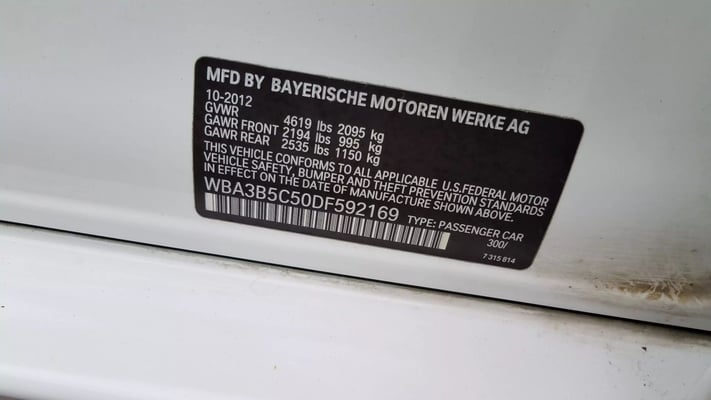 MFD BY BAYERISCHE MOTOREN WERKE AG
10-2012
GVWR 4619 lbs 2095 kg
GAWR FRONT 2194 lbs 995 kg
GAWR REAR 2535 lbs 1150 kg
THIS VEHICLE CONFORMS TO ALL APPLICABLE U.S.FEDERAL MOTOR
VEHICLE SAFETY, BUMPER AND THEFT PREVENTION STANDARDS
IN EFFECT ON THE DATE OF MANUFACTURE SHOWN ABOVE.
WBA3B5C50DF592169 TYPE: PASSENGER CAR
300/
7 315 814